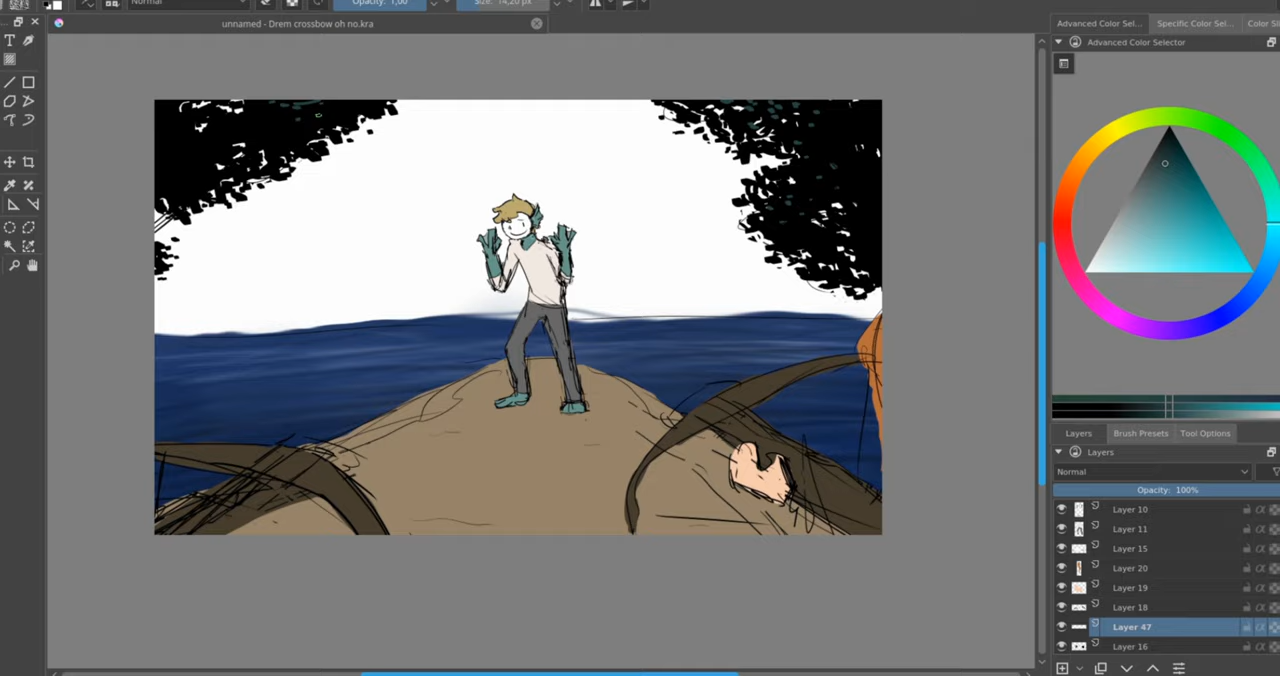 Normal
Opacity: 1,00
Size: 14,20 px
unnamed - Drem crossbow oh no.kra
Advanced Color Sel...
Specific Color Sel...
Color Sl
Advanced Color Selector
Layers
Brush Presets
Tool Options
Layers
Normal
Opacity: 100%
Layer 10
Layer 11
Layer 15
Layer 20
Layer 19
Layer 18
Layer 47
Layer 16